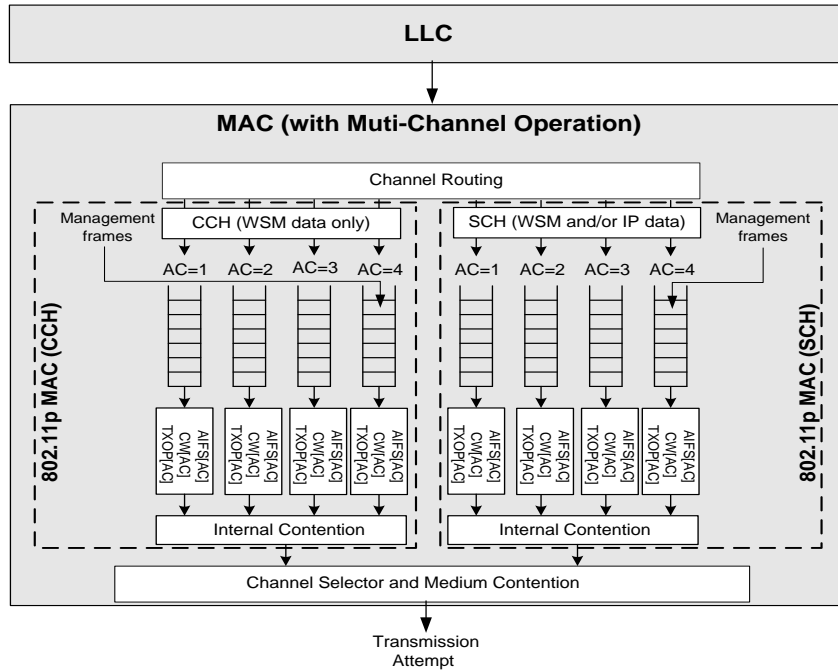 LLC
MAC (with Muti-Channel Operation)
Channel Routing
Management
frames
CCH (WSM data only)
SCH (WSM and/or IP data)
Management
frames
AC=1
AC=2
AC=3
AC=4
AC=1
AC=2
AC=3
AC=4
802.11p MAC (CCH)
802.11p MAC (SCH)
AIFS[AC]
CW[AC]
TXOP[AC]
AIFS[AC]
CW[AC]
TXOP[AC]
AIFS[AC]
CW[AC]
TXOP[AC]
AIFS[AC]
CW[AC]
TXOP[AC]
AIFS[AC]
CW[AC]
TXOP[AC]
AIFS[AC]
CW[AC]
TXOP[AC]
AIFS[AC]
CW[AC]
TXOP[AC]
AIFS[AC]
CW[AC]
TXOP[AC]
Internal Contention
Internal Contention
Channel Selector and Medium Contention
Transmission
Attempt